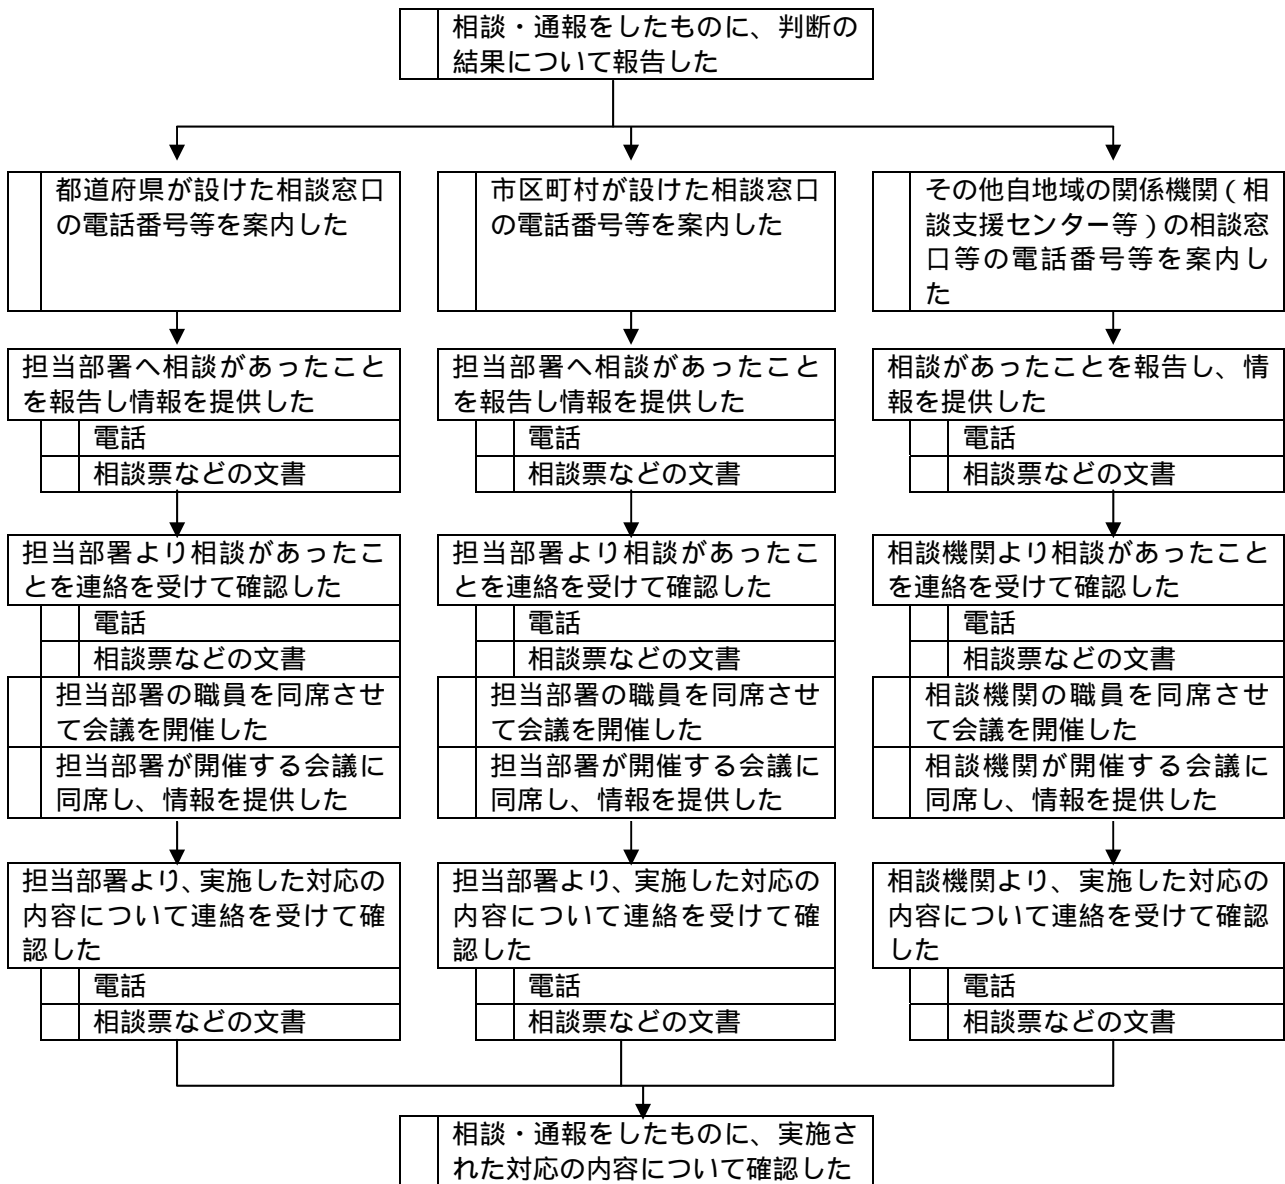 相談・通報をしたものに、判断の
結果について報告した
都道府県が設けた相談窓口
の電話番号等を案内した
市区町村が設けた相談窓口
の電話番号等を案内した
その他自地域の関係機関（相
談支援センター等）の相談窓
口等の電話番号等を案内し
た
担当部署へ相談があったこと
を報告し情報を提供した
電話
相談票などの文書
担当部署へ相談があったこと
を報告し情報を提供した
電話
相談票などの文書
相談があったことを報告し、情
報を提供した
電話
相談票などの文書
担当部署より相談があったこ
とを連絡を受けて確認した
電話
相談票などの文書
担当部署の職員を同席させ
て会議を開催した
担当部署が開催する会議に
同席し、情報を提供した
担当部署より相談があったこ
とを連絡を受けて確認した
電話
相談票などの文書
担当部署の職員を同席させ
て会議を開催した
担当部署が開催する会議に
同席し、情報を提供した
相談機関より相談があったこと
を連絡を受けて確認した
電話
相談票などの文書
相談機関の職員を同席させ
て会議を開催した
相談機関が開催する会議に
同席し、情報を提供した
担当部署より、実施した対応の
内容について連絡を受けて確
認した
電話
相談票などの文書
担当部署より、実施した対応の
内容について連絡を受けて確
認した
電話
相談票などの文書
相談機関より、実施した対応の
内容について連絡を受けて確認
した
電話
相談票などの文書
相談・通報をしたものに、実施さ
れた対応の内容について確認した